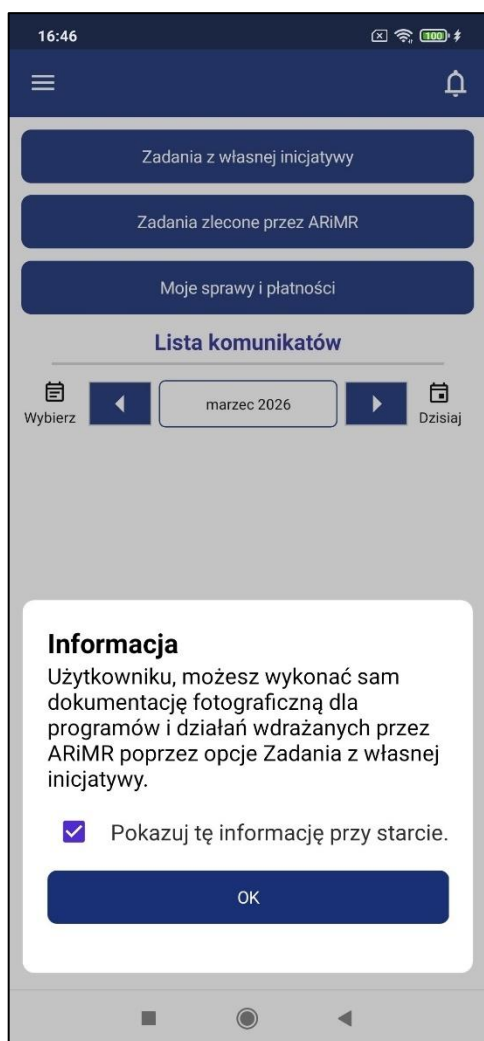 16:46
100
Zadania z własnej inicjatywy
Zadania zlecone przez ARiMR
Moje sprawy i płatności
Lista komunikatów
Wybierz
marzec 2026
Dzisiaj
Informacja
Użytkowniku, możesz wykonać sam
dokumentację fotograficzną dla
programów i działań wdrażanych przez
ARiMR poprzez opcje Zadania z własnej
inicjatywy.
Pokazuj tę informację przy starcie.
OK